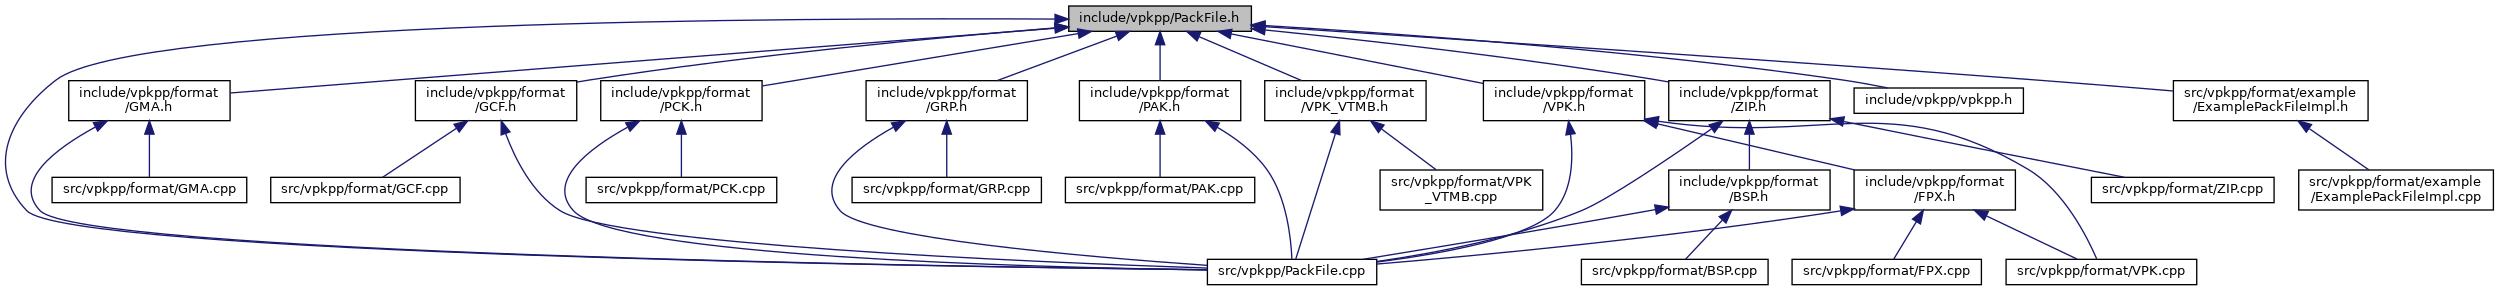 include/vpkpp/PackFile.h
include/vpkpp/format
/GMA.h
include/vpkpp/format
/GCF.h
include/vpkpp/format
/PCK.h
include/vpkpp/format
/GRP.h
include/vpkpp/format
/PAK.h
include/vpkpp/format
/VPK_VTMB.h
include/vpkpp/format
/VPK.h
include/vpkpp/format
/ZIP.h
include/vpkpp/vpkpp.h
src/vpkpp/format/example
/ExamplePackFileImpl.h
src/vpkpp/format/GMA.cpp
src/vpkpp/format/GCF.cpp
src/vpkpp/format/PCK.cpp
src/vpkpp/format/GRP.cpp
src/vpkpp/format/PAK.cpp
src/vpkpp/format/VPK
_VTMB.cpp
include/vpkpp/format
/BSP.h
include/vpkpp/format
/FPX.h
src/vpkpp/format/ZIP.cpp
src/vpkpp/format/example
/ExamplePackFileImpl.cpp
src/vpkpp/PackFile.cpp
src/vpkpp/format/BSP.cpp
src/vpkpp/format/FPX.cpp
src/vpkpp/format/VPK.cpp